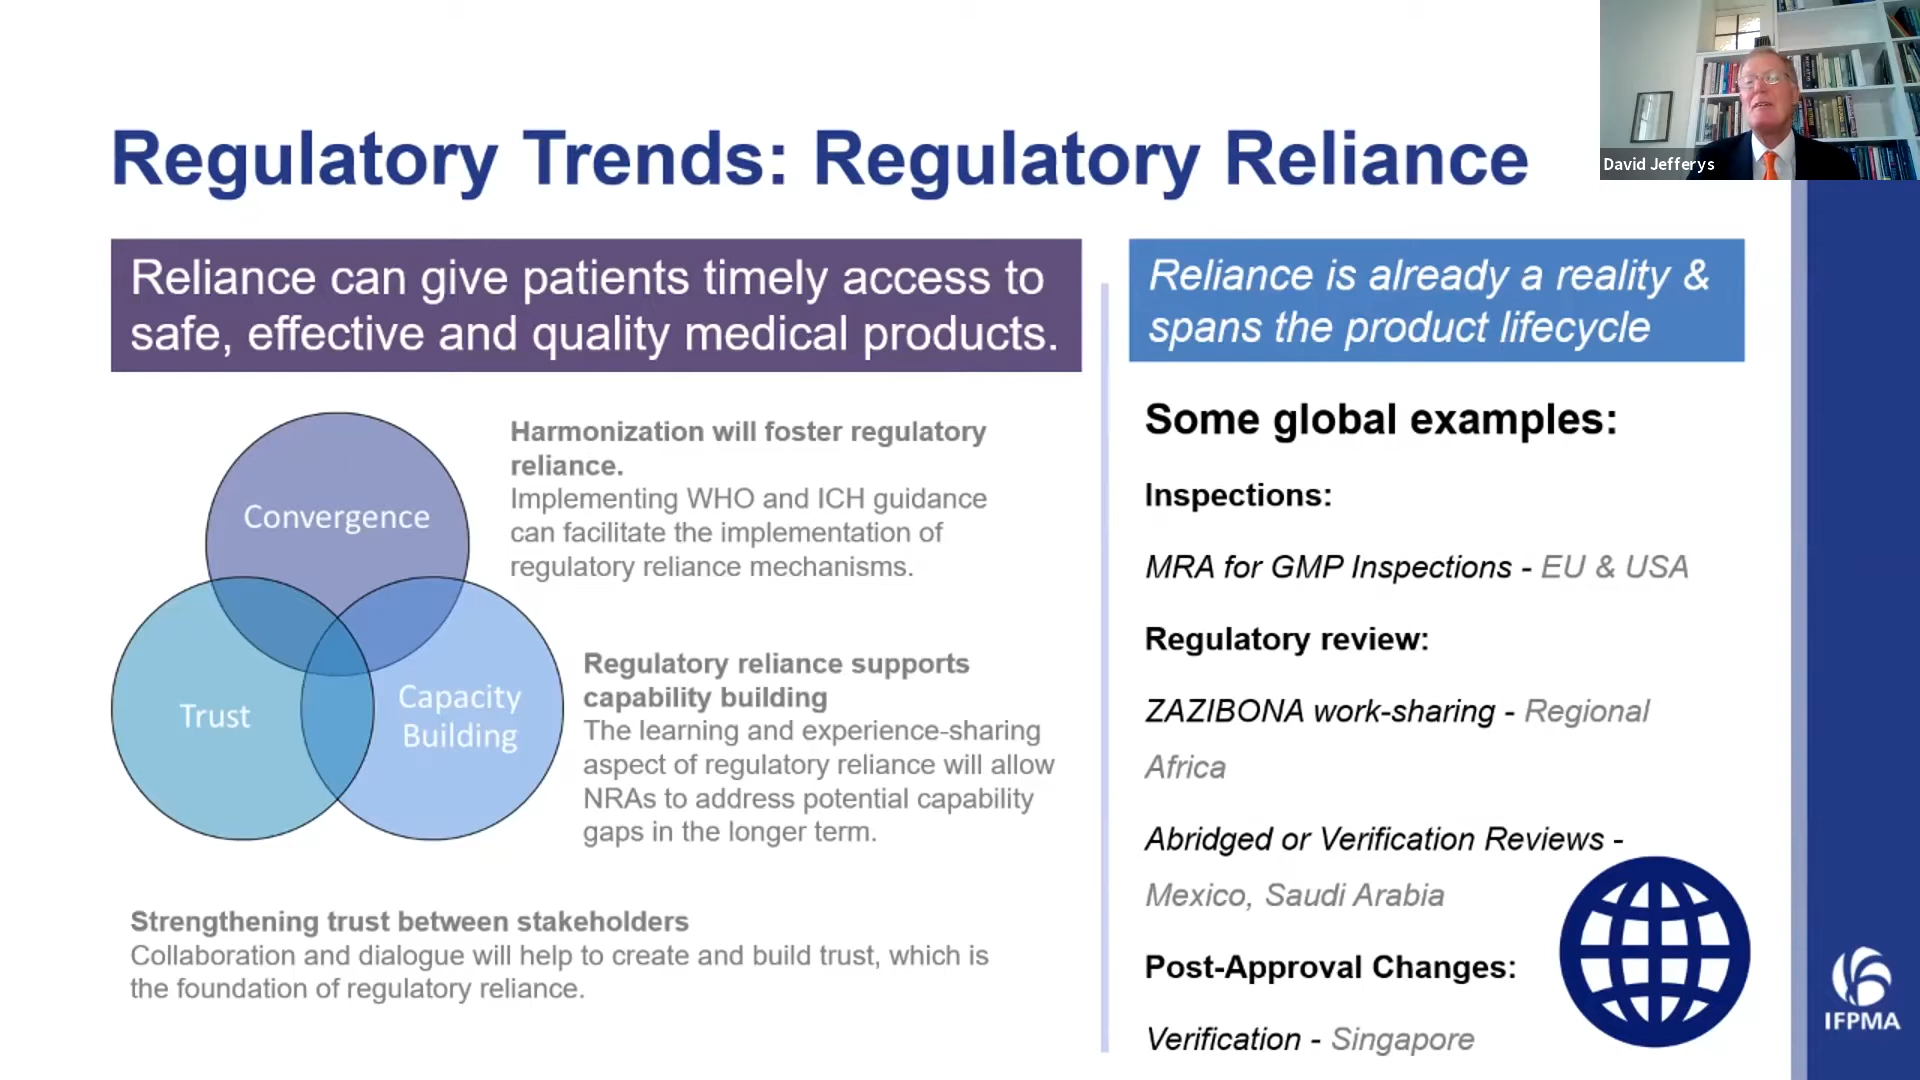 Regulatory Trends: Regulatory Reliance
David Jefferys
Reliance can give patients timely access to
safe, effective and quality medical products.
Convergence
Trust
Capacity
Building
Harmonization will foster regulatory
reliance.
Implementing WHO and ICH guidance
can facilitate the implementation of
regulatory reliance mechanisms.
Regulatory reliance supports
capability building
The learning and experience-sharing
aspect of regulatory reliance will allow
NRAs to address potential capability
gaps in the longer term.
Strengthening trust between stakeholders
Collaboration and dialogue will help to create and build trust, which is
the foundation of regulatory reliance.
Reliance is already a reality &
spans the product lifecycle
Some global examples:
Inspections:
MRA for GMP Inspections - EU & USA
Regulatory review:
ZAZIBONA work-sharing - Regional
Africa
Abridged or Verification Reviews -
Mexico, Saudi Arabia
Post-Approval Changes:
Verification - Singapore
IFPMA